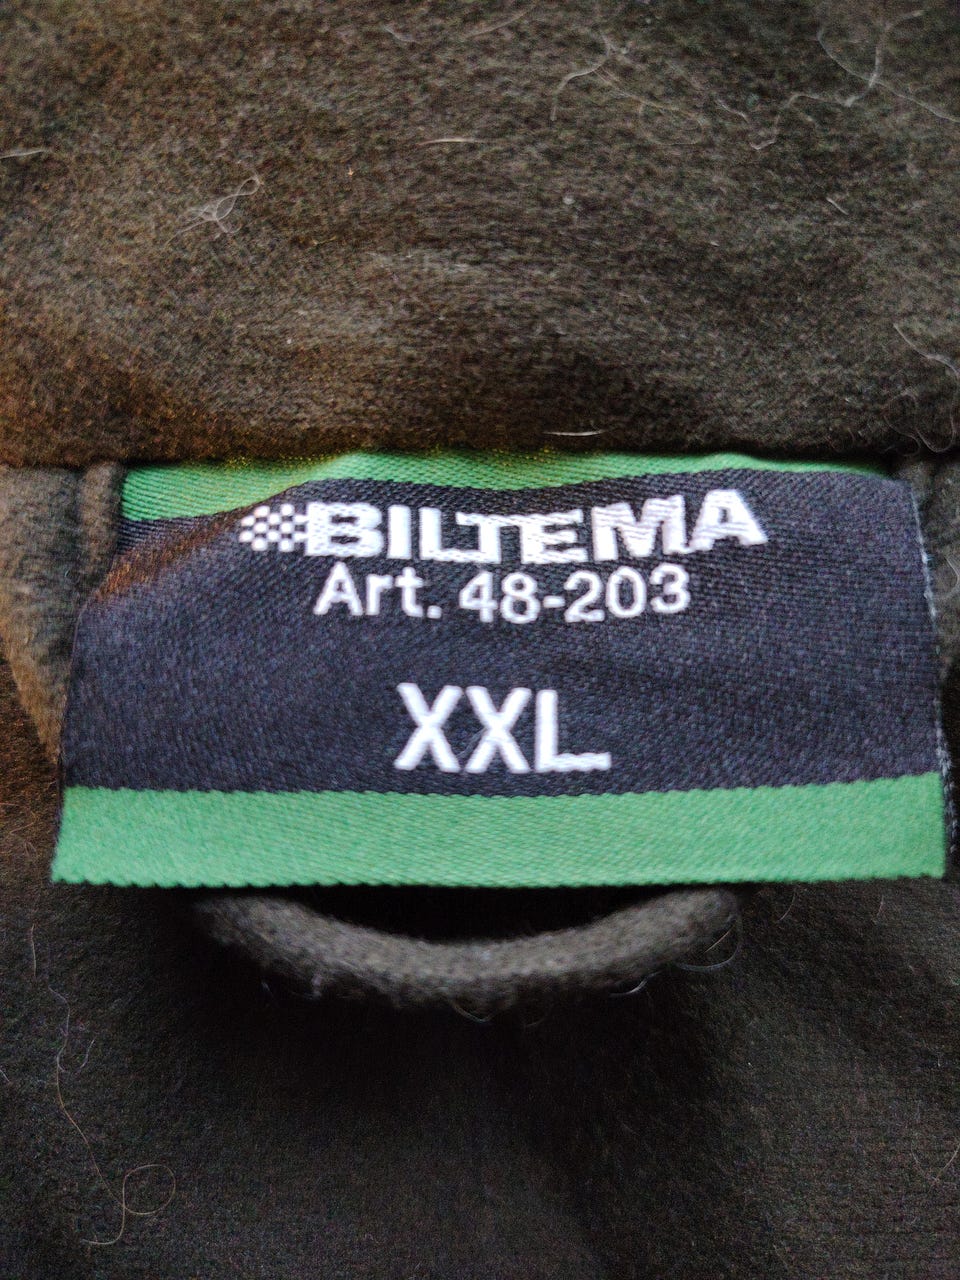 BILTEMA
Art. 48-203
XXL